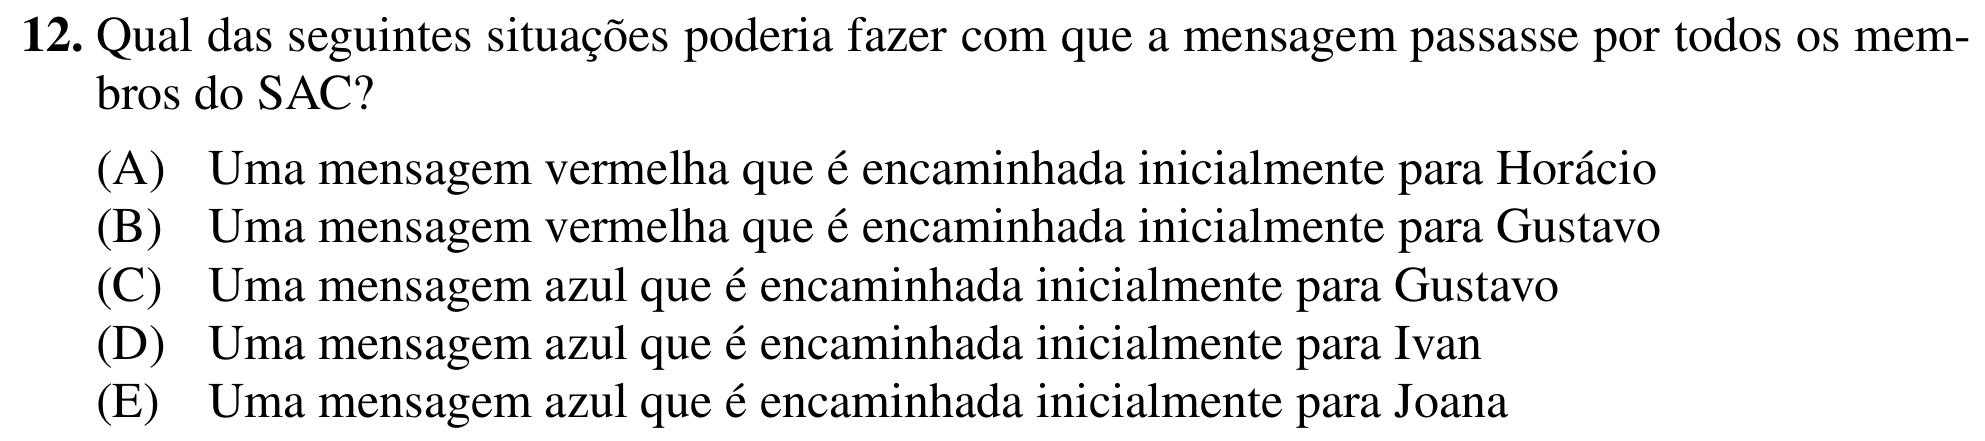 12. Qual das seguintes situações poderia fazer com que a mensagem passasse por todos os mem-
bros do SAC?
(A) Uma mensagem vermelha que é encaminhada inicialmente para Horácio
(B) Uma mensagem vermelha que é encaminhada inicialmente para Gustavo
(C) Uma mensagem azul que é encaminhada inicialmente para Gustavo
(D) Uma mensagem azul que é encaminhada inicialmente para Ivan
(E) Uma mensagem azul que é encaminhada inicialmente para Joana